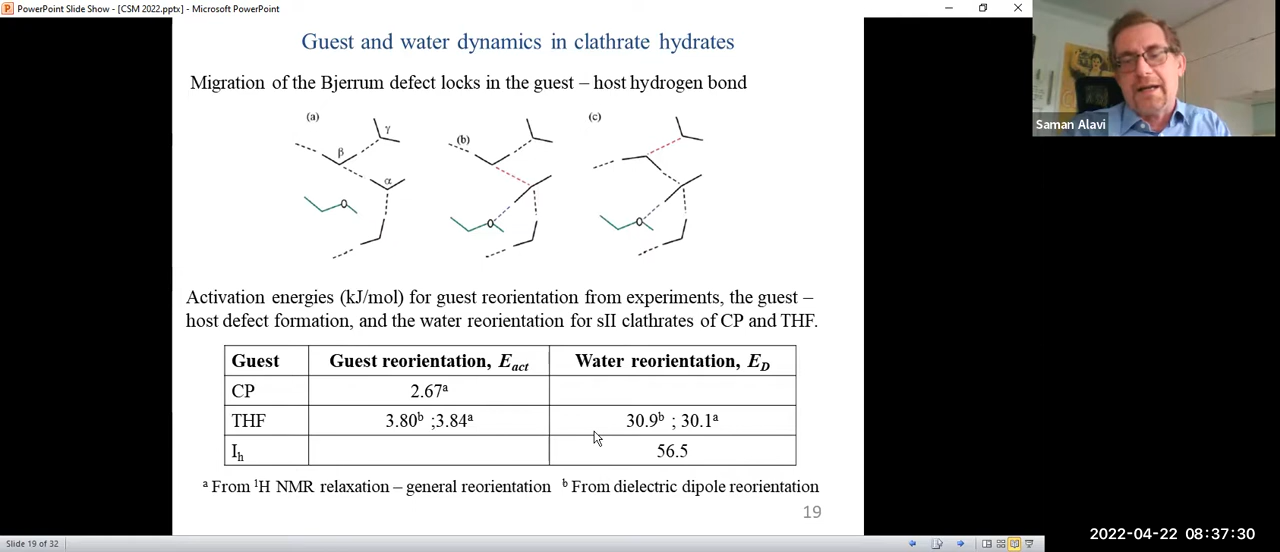 PowerPoint Slide Show - [CSM 2022.pptx] - Microsoft PowerPoint
Guest and water dynamics in clathrate hydrates
Migration of the Bjerrum defect locks in the guest – host hydrogen bond
(a)
(b)
(c)
γ
β
α
O
O
O
Activation energies (kJ/mol) for guest reorientation from experiments, the guest –
host defect formation, and the water reorientation for sII clathrates of CP and THF.
Guest Guest reorientation, Eact Water reorientation, ED
CP 2.67a
THF 3.80b ;3.84a 30.9b ; 30.1a
Ih 56.5
a From 1H NMR relaxation – general reorientation b From dielectric dipole reorientation
19
Slide 19 of 32
Saman Alavi
2022-04-22 08:37:30